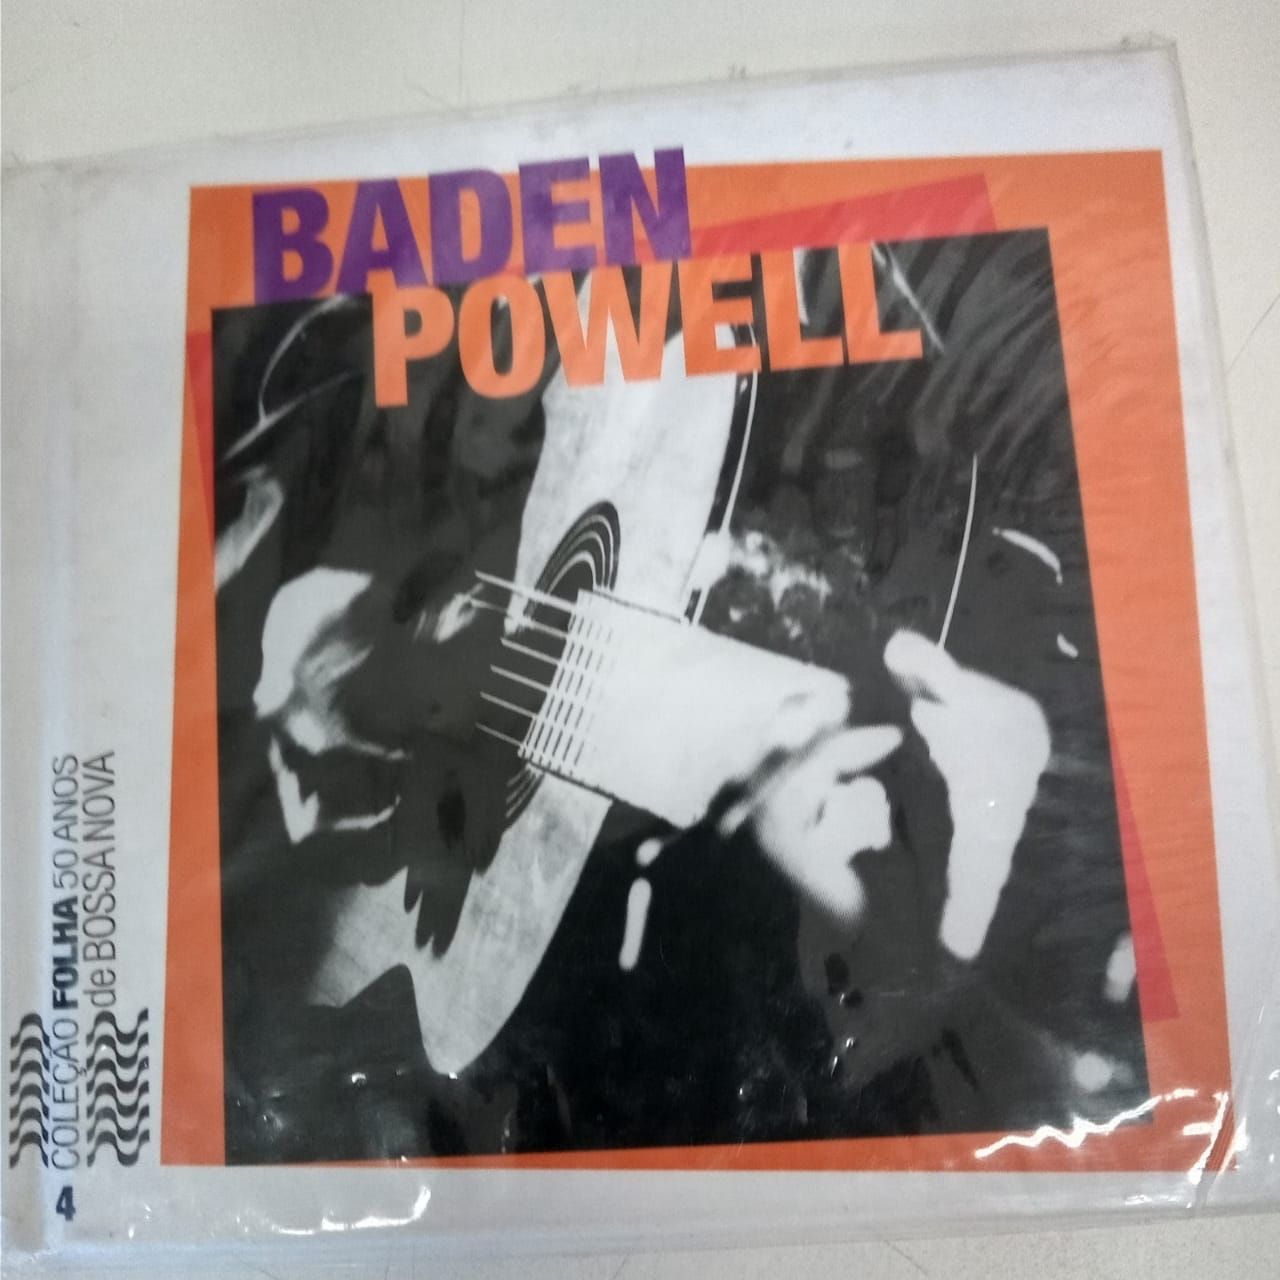 BADEN
POWELL
COLEÇÃO FOLHA 50 ANOS
de BOSSA NOVA
4